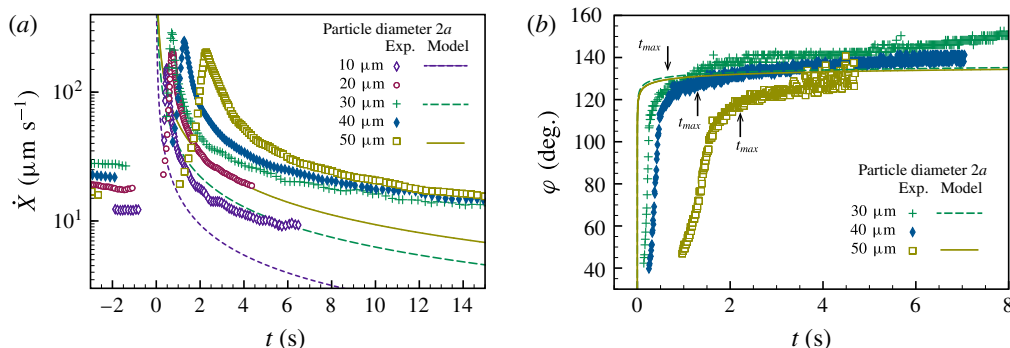 (a)
Particle diameter 2a
Exp. Model
10 μm
20 μm
30 μm
40 μm
50 μm
10²
10¹
Ẋ (μm s⁻¹)
−2 0 2 4 6 8 10 12 14
t (s)
(b)
160
140
120
100
80
60
40
φ (deg.)
t_max
t_max
t_max
Particle diameter 2a
Exp. Model
30 μm
40 μm
50 μm
0 2 4 6 8
t (s)